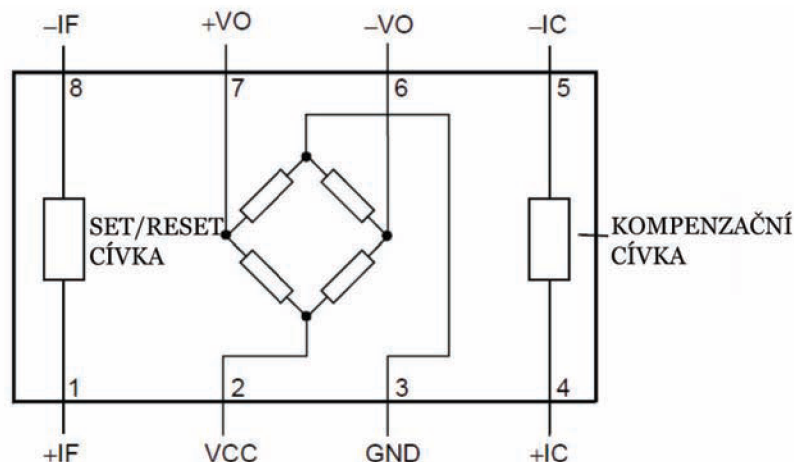 –IF +VO –VO –IC
8 7 6 5
SET/RESET
CÍVKA
KOMPENZAČNÍ
CÍVKA
1 2 3 4
+IF VCC GND +IC